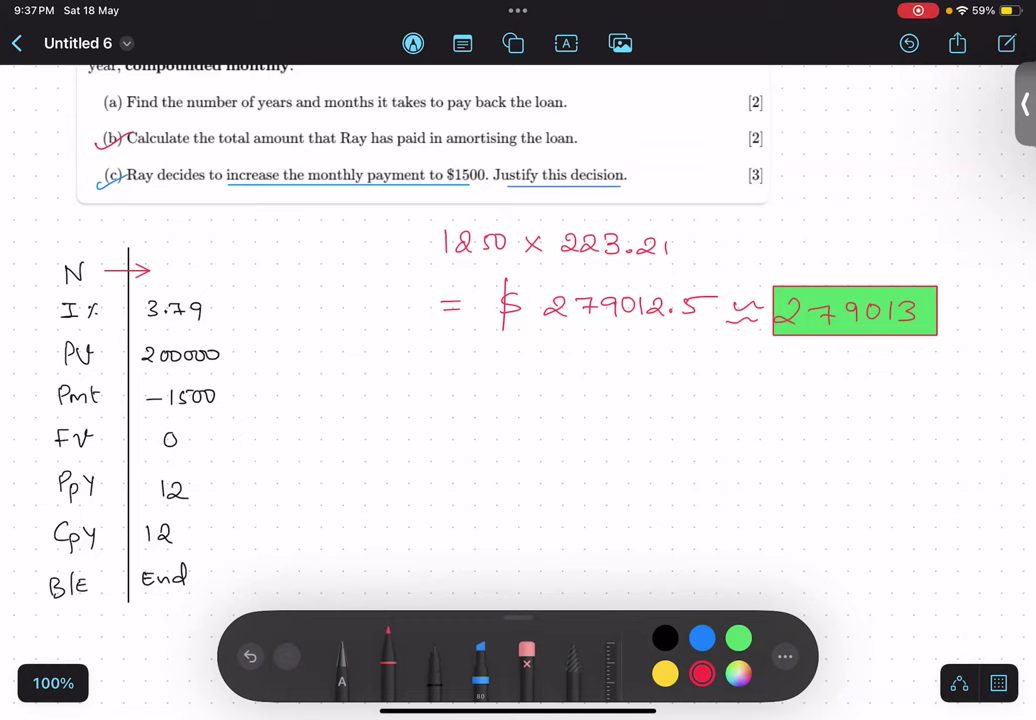 9:37 PM Sat 18 May
59%
Untitled 6
year, compounded monthly.
(a) Find the number of years and months it takes to pay back the loan. [2]
(b) Calculate the total amount that Ray has paid in amortising the loan. [2]
(c) Ray decides to increase the monthly payment to $1500. Justify this decision. [3]
1250 × 223.21
= $ 279012.5 ≈ 279013
N →
I% 3.79
PV 200000
Pmt -1500
FV 0
PpY 12
CpY 12
B/E End
A
80
100%